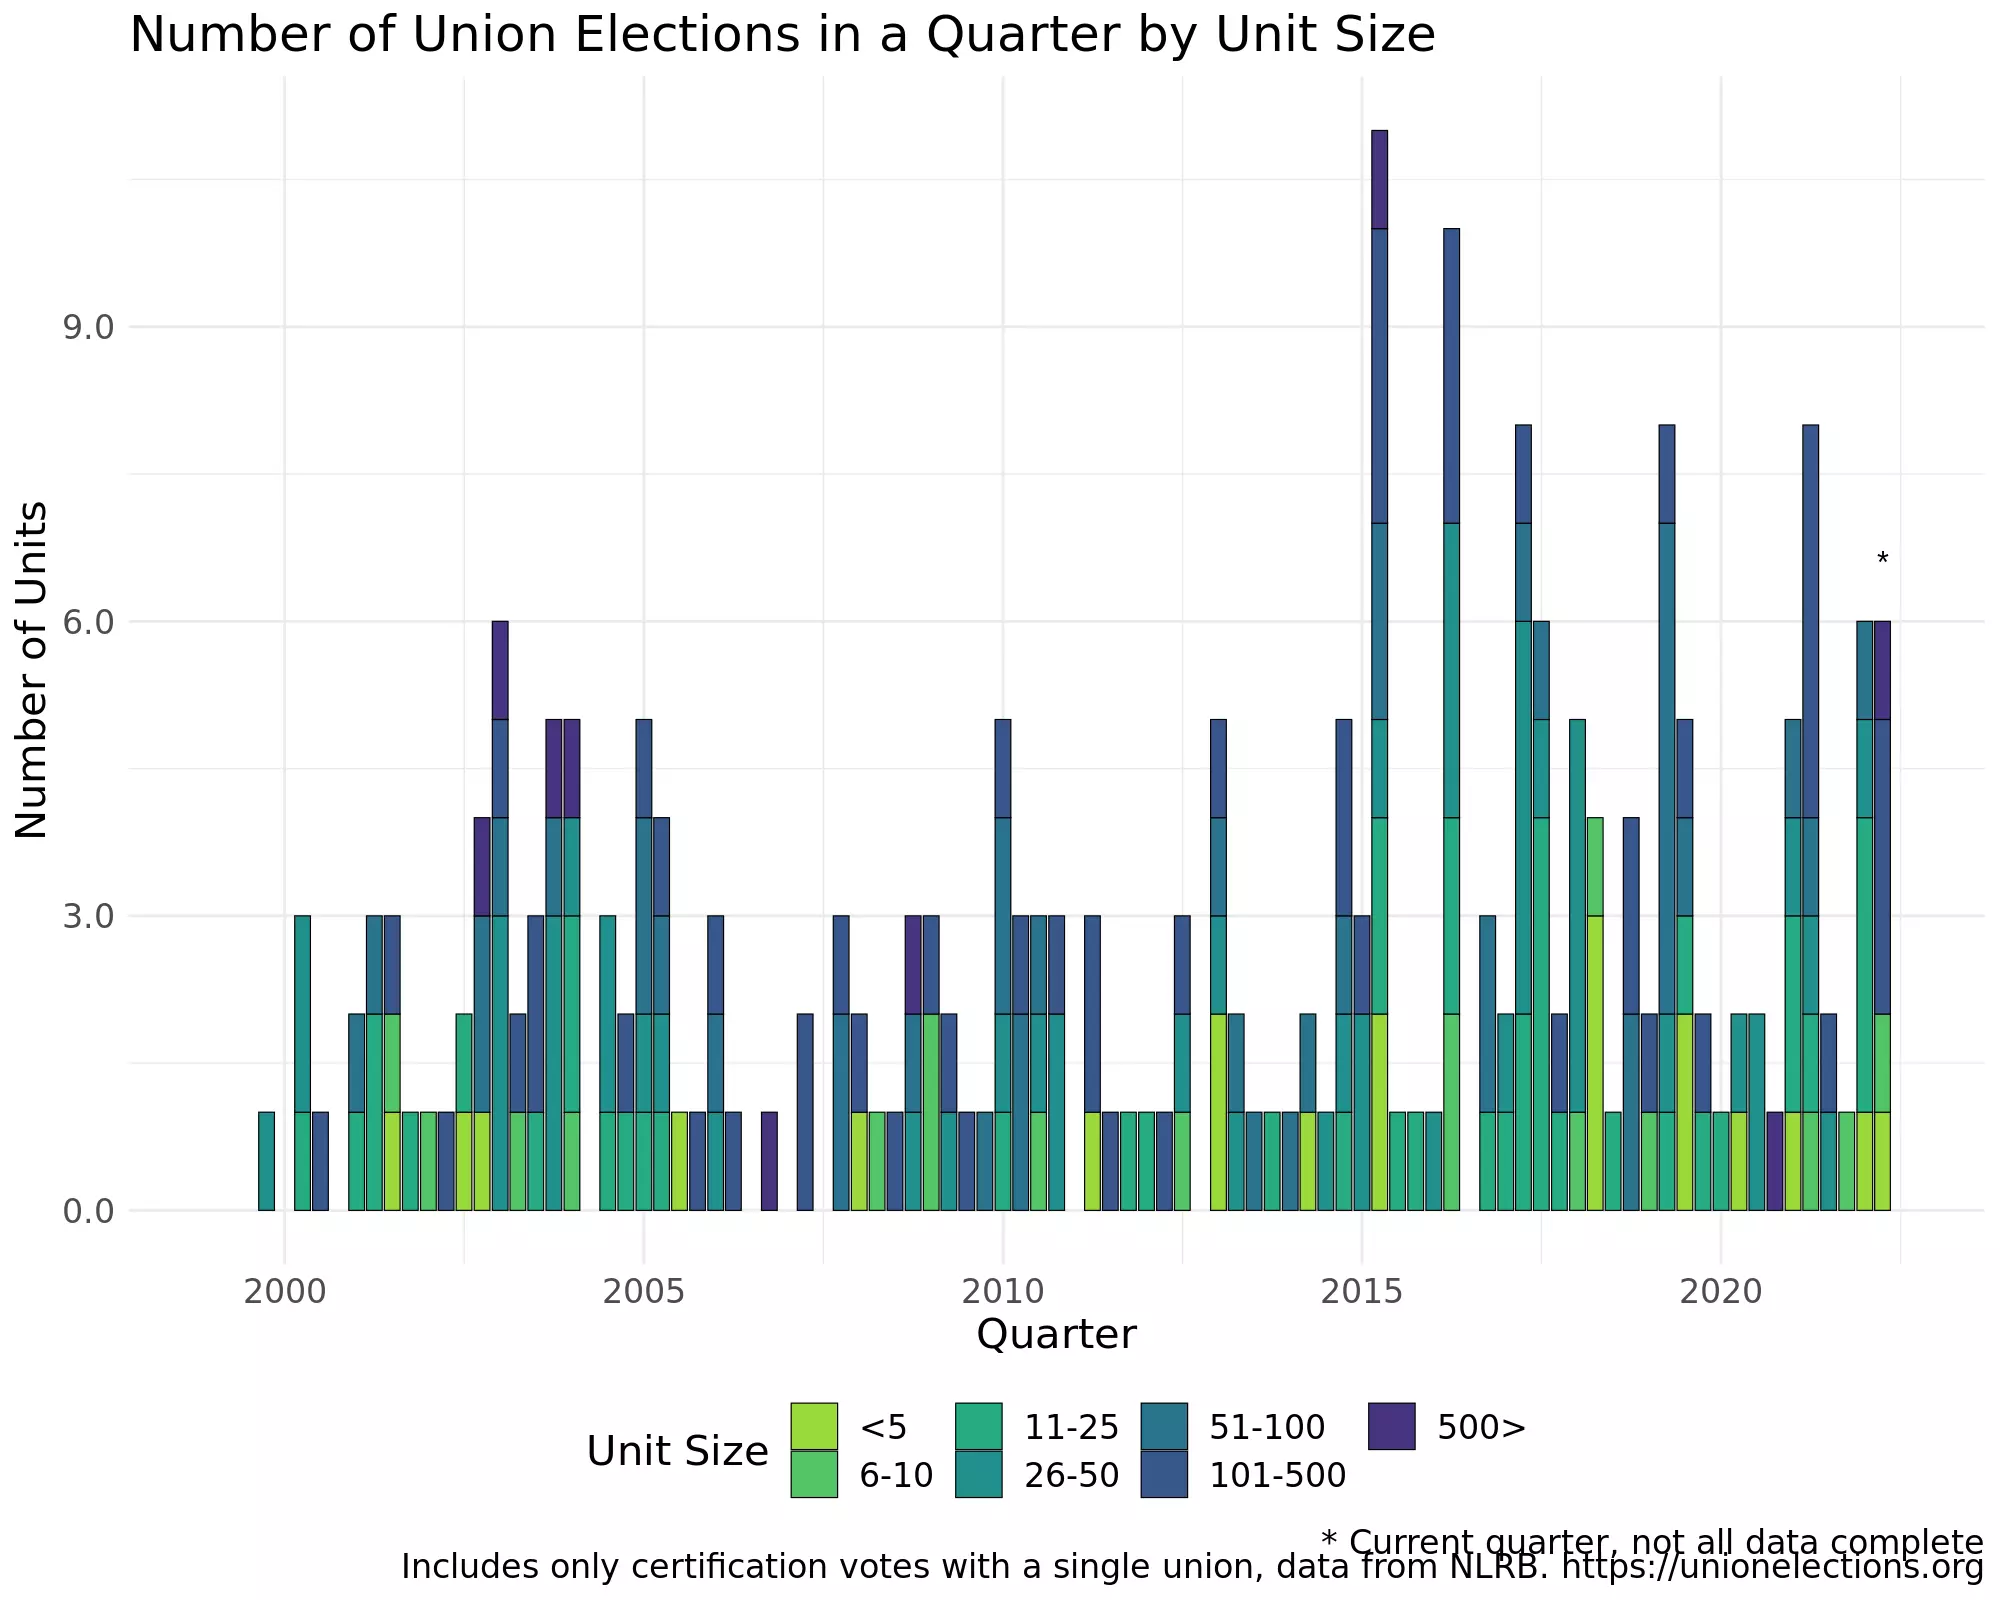 Number of Union Elections in a Quarter by Unit Size
Number of Units
9.0
6.0
3.0
0.0
*
2000 2005 2010 2015 2020
Quarter
Unit Size
<5 11-25 51-100 500>
6-10 26-50 101-500
* Current quarter, not all data complete
Includes only certification votes with a single union, data from NLRB. https://unionelections.org